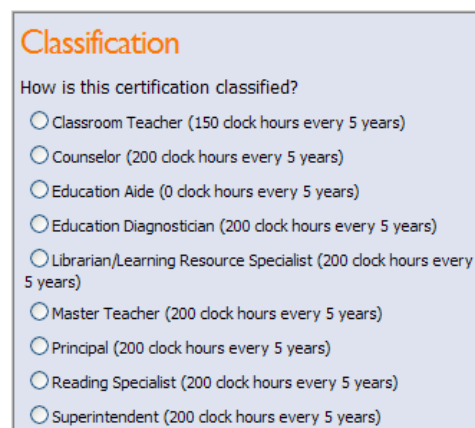 Classification
How is this certification classified?
Classroom Teacher (150 clock hours every 5 years)
Counselor (200 clock hours every 5 years)
Education Aide (0 clock hours every 5 years)
Education Diagnostician (200 clock hours every 5 years)
Librarian/Learning Resource Specialist (200 clock hours every
5 years)
Master Teacher (200 clock hours every 5 years)
Principal (200 clock hours every 5 years)
Reading Specialist (200 clock hours every 5 years)
Superintendent (200 clock hours every 5 years)